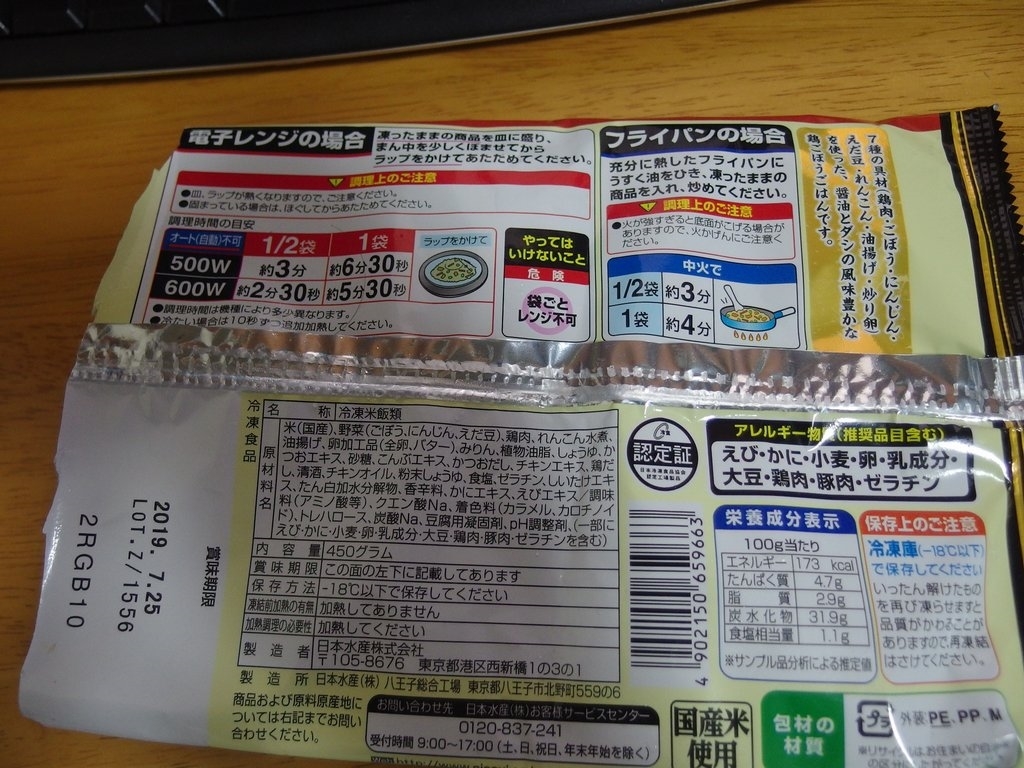 電子レンジの場合
凍ったままの商品を皿に盛り、
まん中を少しくぼませてから
ラップをかけてあたためてください。
調理上のご注意
●皿、ラップが熱くなりますので、ご注意ください。
●固まっている場合は、ほぐしてからあたためてください。
調理時間の目安
オート(自動)不可 1/2袋 1袋
500W 約3分 約6分30秒
600W 約2分30秒 約5分30秒
●調理時間は機種により多少異なります。
●冷たい場合は10秒ずつ追加加熱してください。
ラップをかけて
やっては
いけないこと
危険
袋ごと
レンジ不可
フライパンの場合
充分に熱したフライパンに
うすく油をひき、凍ったままの
商品を入れ、炒めてください。
調理上のご注意
●火が強すぎると底面がこげる場合が
ありますので、火かげんにご注意く
ださい。
中火で
1/2袋 約3分
1袋 約4分
7種の具材(鶏肉・ごぼう・にんじん・
えだ豆・れんこん・油揚げ・炒り卵)
を使った、醤油とダシの風味豊かな
鶏ごぼうごはんです。
冷凍食品
名称 冷凍米飯類
原材料名
米(国産)、野菜(ごぼう、にんじん、えだ豆)、鶏肉、れんこん水煮、
油揚げ、卵加工品(全卵、バター)、みりん、植物油脂、しょうゆ、か
つおエキス、砂糖、こんぶエキス、かつおだし、チキンエキス、鶏だ
し、清酒、チキンオイル、粉末しょうゆ、食塩、ゼラチン、しいたけエキ
ス、たん白加水分解物、香辛料、かにエキス、えびエキス/調味
料(アミノ酸等)、クエン酸Na、着色料(カラメル、カロチノイ
ド)、トレハロース、炭酸Na、豆腐用凝固剤、pH調整剤、(一部に
えび・かに・小麦・卵・乳成分・大豆・鶏肉・豚肉・ゼラチンを含む)
内容量 450グラム
賞味期限 この面の左下に記載してあります
保存方法 -18℃以下で保存してください
凍結前加熱の有無 加熱してありません
加熱調理の必要性 加熱してください
製造者 日本水産株式会社
〒105-8676 東京都港区西新橋1の3の1
製造所 日本水産(株)八王子総合工場 東京都八王子市北野町559の6
商品および原料原産地に
ついては右記までお問い
合わせください。
お問い合わせ先 日本水産(株)お客様サービスセンター
0120-837-241
受付時間 9:00〜17:00(土、日、祝日、年末年始を除く)
賞味期限
2019. 7.25
LOT.Z/1556
2RGB10
認定証
日本冷凍食品協会
認定工場製品
アレルギー物質(推奨品目含む)
えび・かに・小麦・卵・乳成分・
大豆・鶏肉・豚肉・ゼラチン
4 902150 659663
栄養成分表示
100g当たり
エネルギー 173 kcal
たんぱく質 4.7g
脂質 2.9g
炭水化物 31.9g
食塩相当量 1.1g
※サンプル品分析による推定値
保存上のご注意
冷凍庫(-18℃以下)
で保存してください
いったん解けたもの
を再び凍らせますと
品質がかわることが
ありますので、再凍結
はさけてください。
国産米
使用
包材の
材質
プラ
外装PE、PP、M